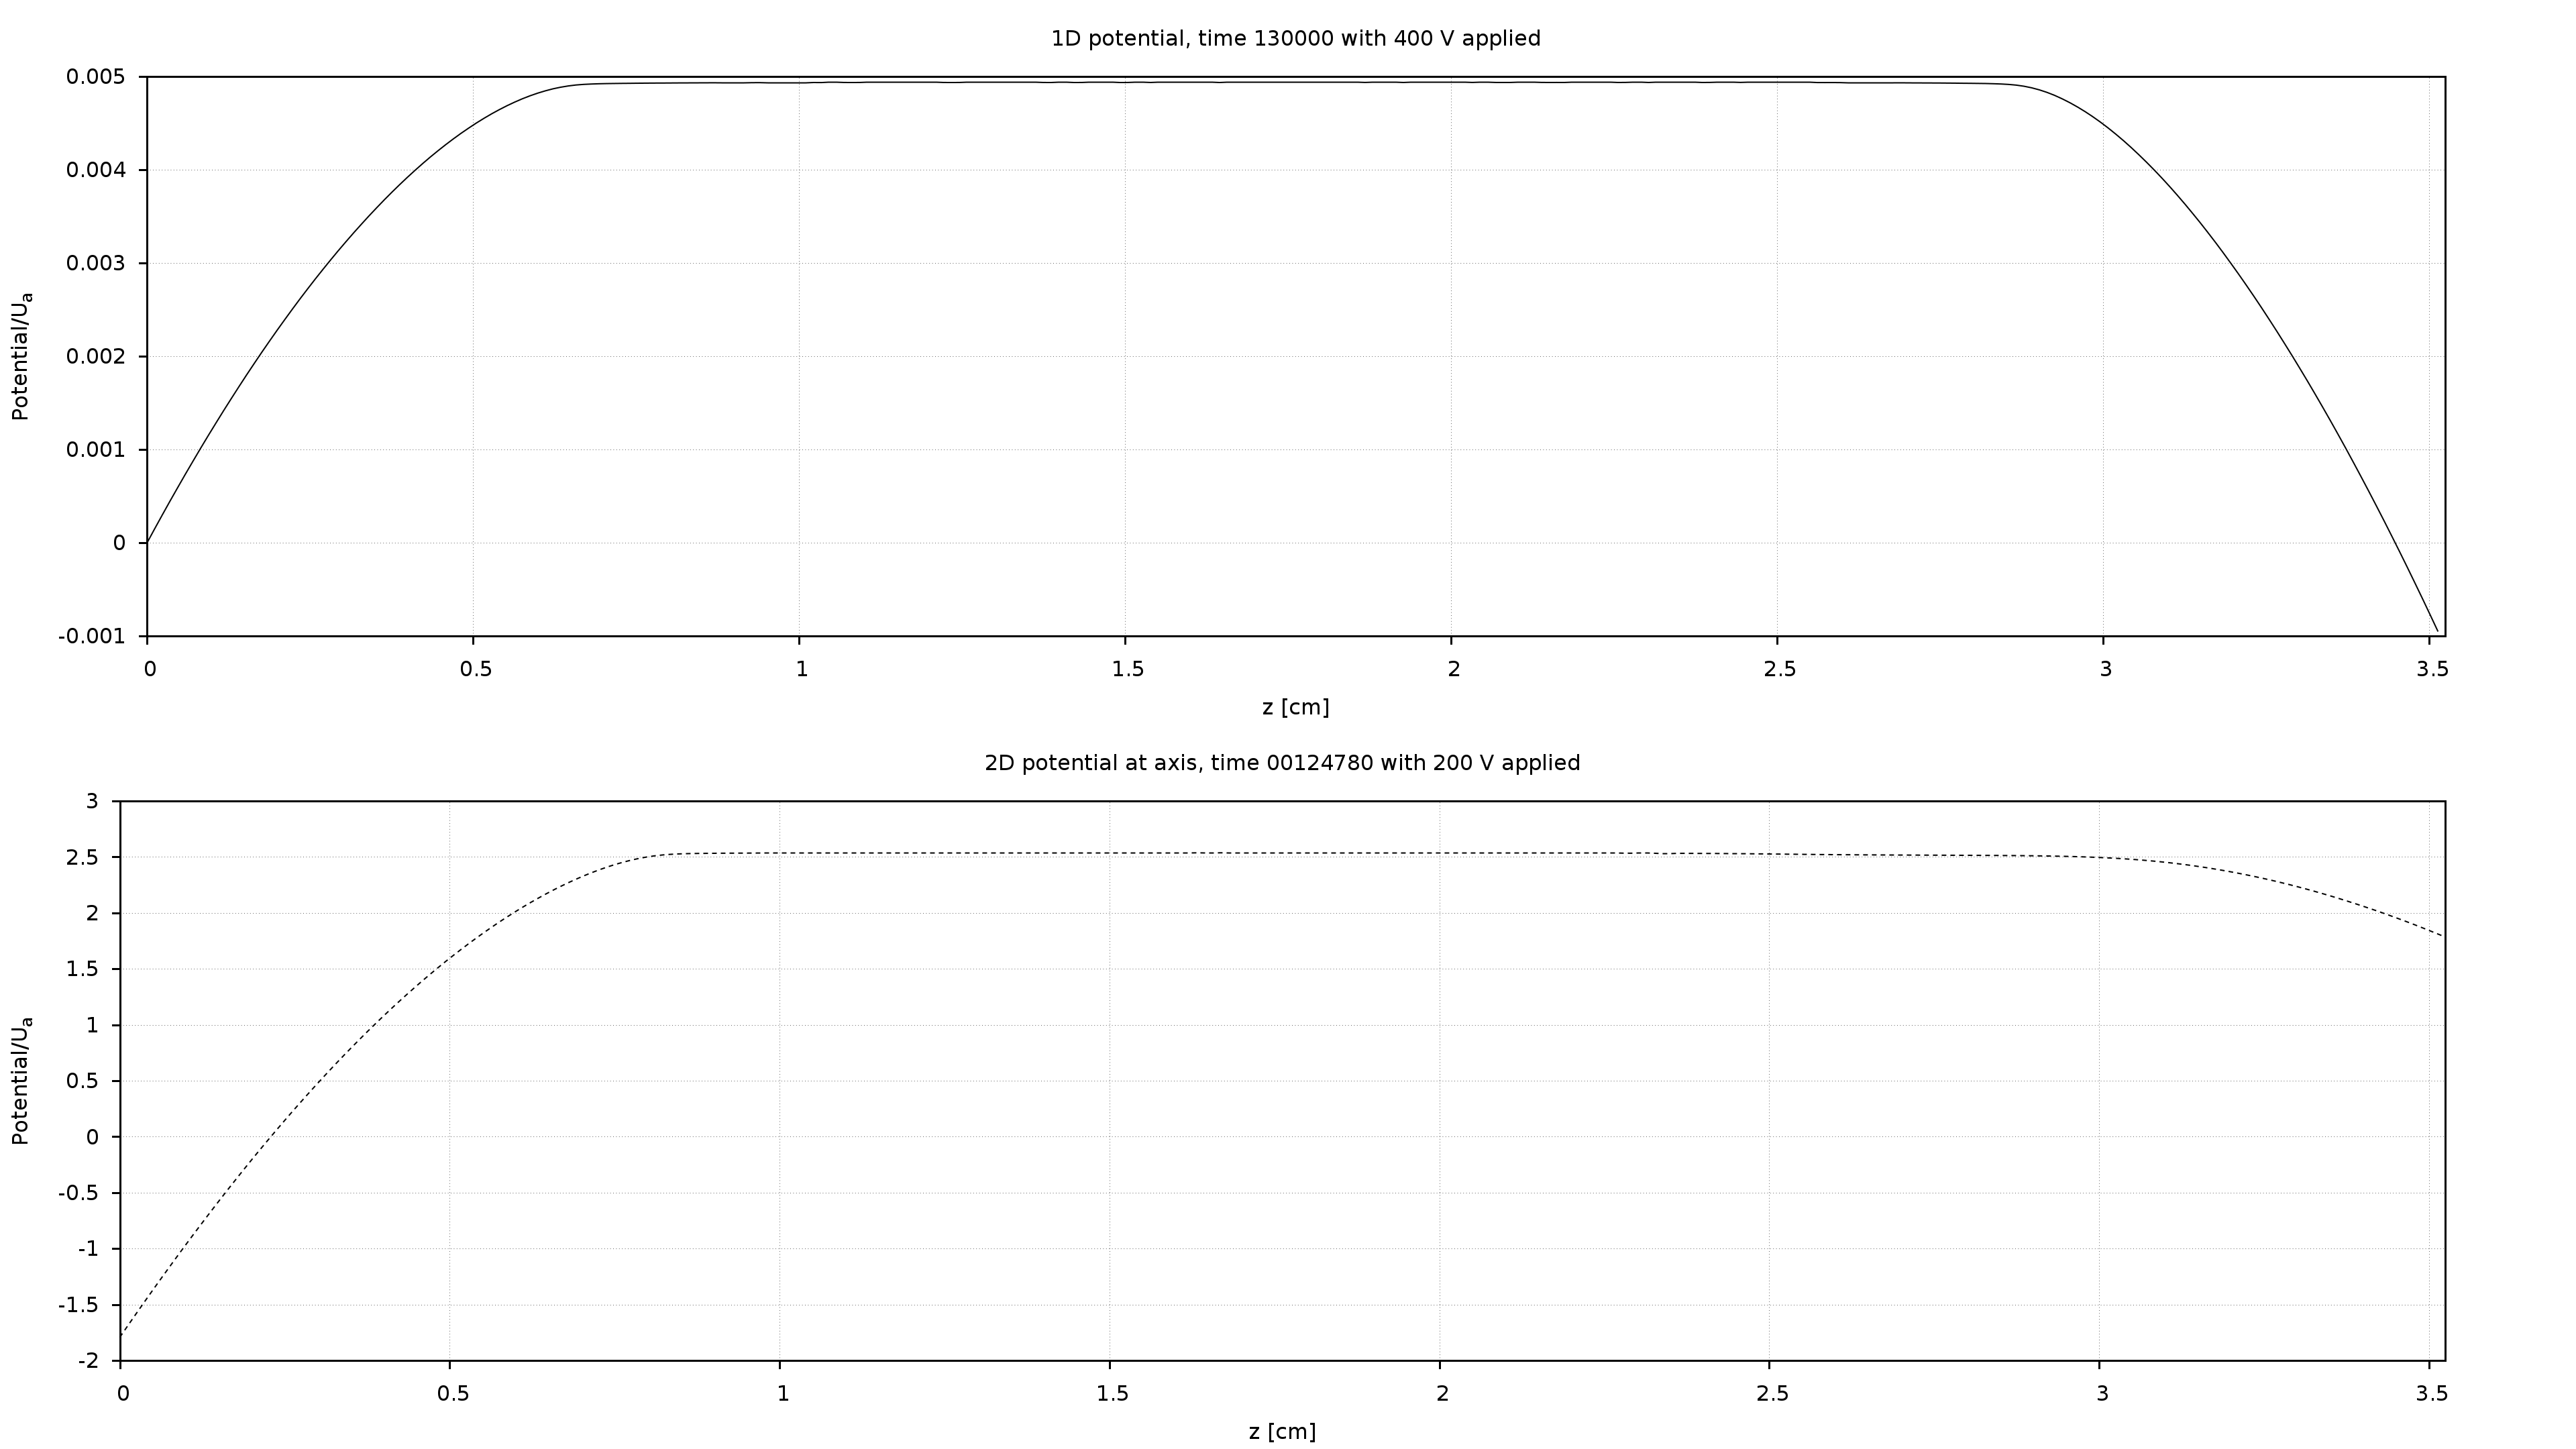 1D potential, time 130000 with 400 V applied
0.005
0.004
0.003
0.002
0.001
0
-0.001
Potential/Uₐ
0 0.5 1 1.5 2 2.5 3 3.5
z [cm]
2D potential at axis, time 00124780 with 200 V applied
3
2.5
2
1.5
1
0.5
0
-0.5
-1
-1.5
-2
Potential/Uₐ
0 0.5 1 1.5 2 2.5 3 3.5
z [cm]